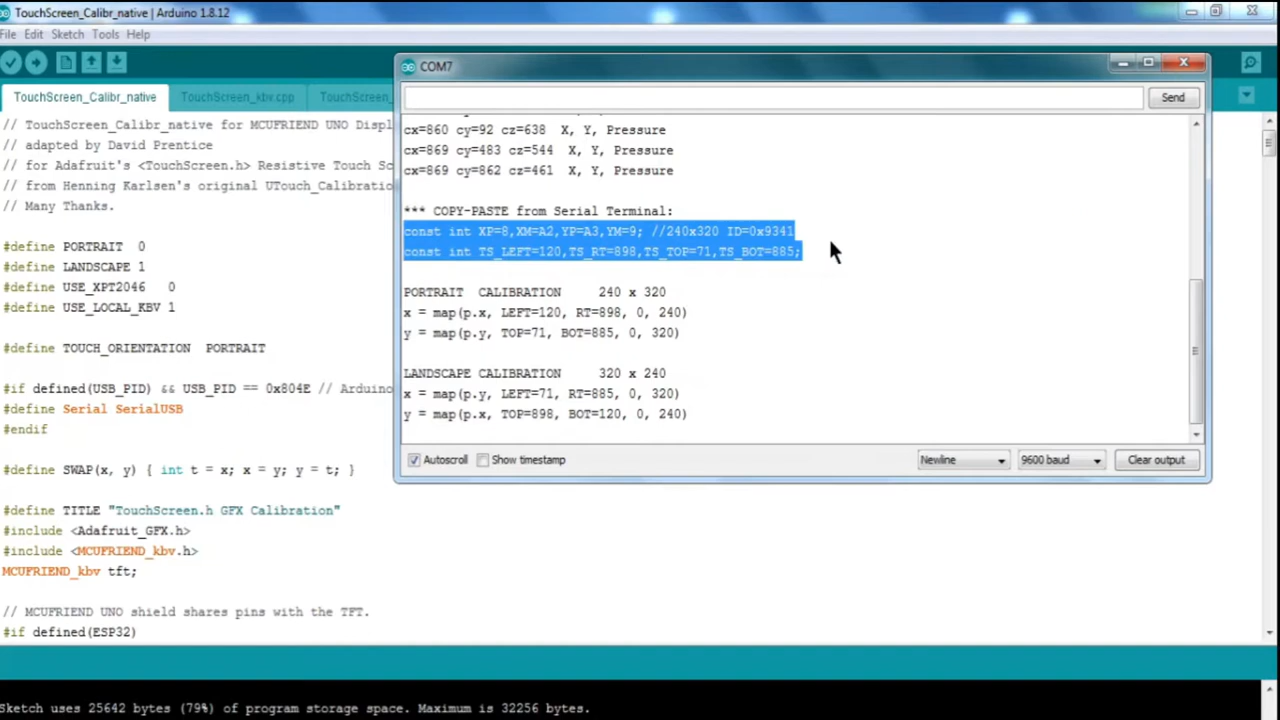 TouchScreen_Calibr_native | Arduino 1.8.12
File Edit Sketch Tools Help
TouchScreen_Calibr_native TouchScreen_kbv.cpp TouchScreen_
// TouchScreen_Calibr_native for MCUFRIEND UNO Displ
// adapted by David Prentice
// for Adafruit's <TouchScreen.h> Resistive Touch Sc
// from Henning Karlsen's original UTouch_Calibratio
// Many Thanks.
#define PORTRAIT 0
#define LANDSCAPE 1
#define USE_XPT2046 0
#define USE_LOCAL_KBV 1
#define TOUCH_ORIENTATION PORTRAIT
#if defined(USB_PID) && USB_PID == 0x804E // Arduino
#define Serial SerialUSB
#endif
#define SWAP(x, y) { int t = x; x = y; y = t; }
#define TITLE "TouchScreen.h GFX Calibration"
#include <Adafruit_GFX.h>
#include <MCUFRIEND_kbv.h>
MCUFRIEND_kbv tft;
// MCUFRIEND UNO shield shares pins with the TFT.
#if defined(ESP32)
COM7
Send
cx=860 cy=92 cz=638 X, Y, Pressure
cx=869 cy=483 cz=544 X, Y, Pressure
cx=869 cy=862 cz=461 X, Y, Pressure
*** COPY-PASTE from Serial Terminal:
const int XP=8,XM=A2,YP=A3,YM=9; //240x320 ID=0x9341
const int TS_LEFT=120,TS_RT=898,TS_TOP=71,TS_BOT=885;
PORTRAIT CALIBRATION 240 x 320
x = map(p.x, LEFT=120, RT=898, 0, 240)
y = map(p.y, TOP=71, BOT=885, 0, 320)
LANDSCAPE CALIBRATION 320 x 240
x = map(p.y, LEFT=71, RT=885, 0, 320)
y = map(p.x, TOP=898, BOT=120, 0, 240)
Autoscroll Show timestamp Newline 9600 baud Clear output
Sketch uses 25642 bytes (79%) of program storage space. Maximum is 32256 bytes.